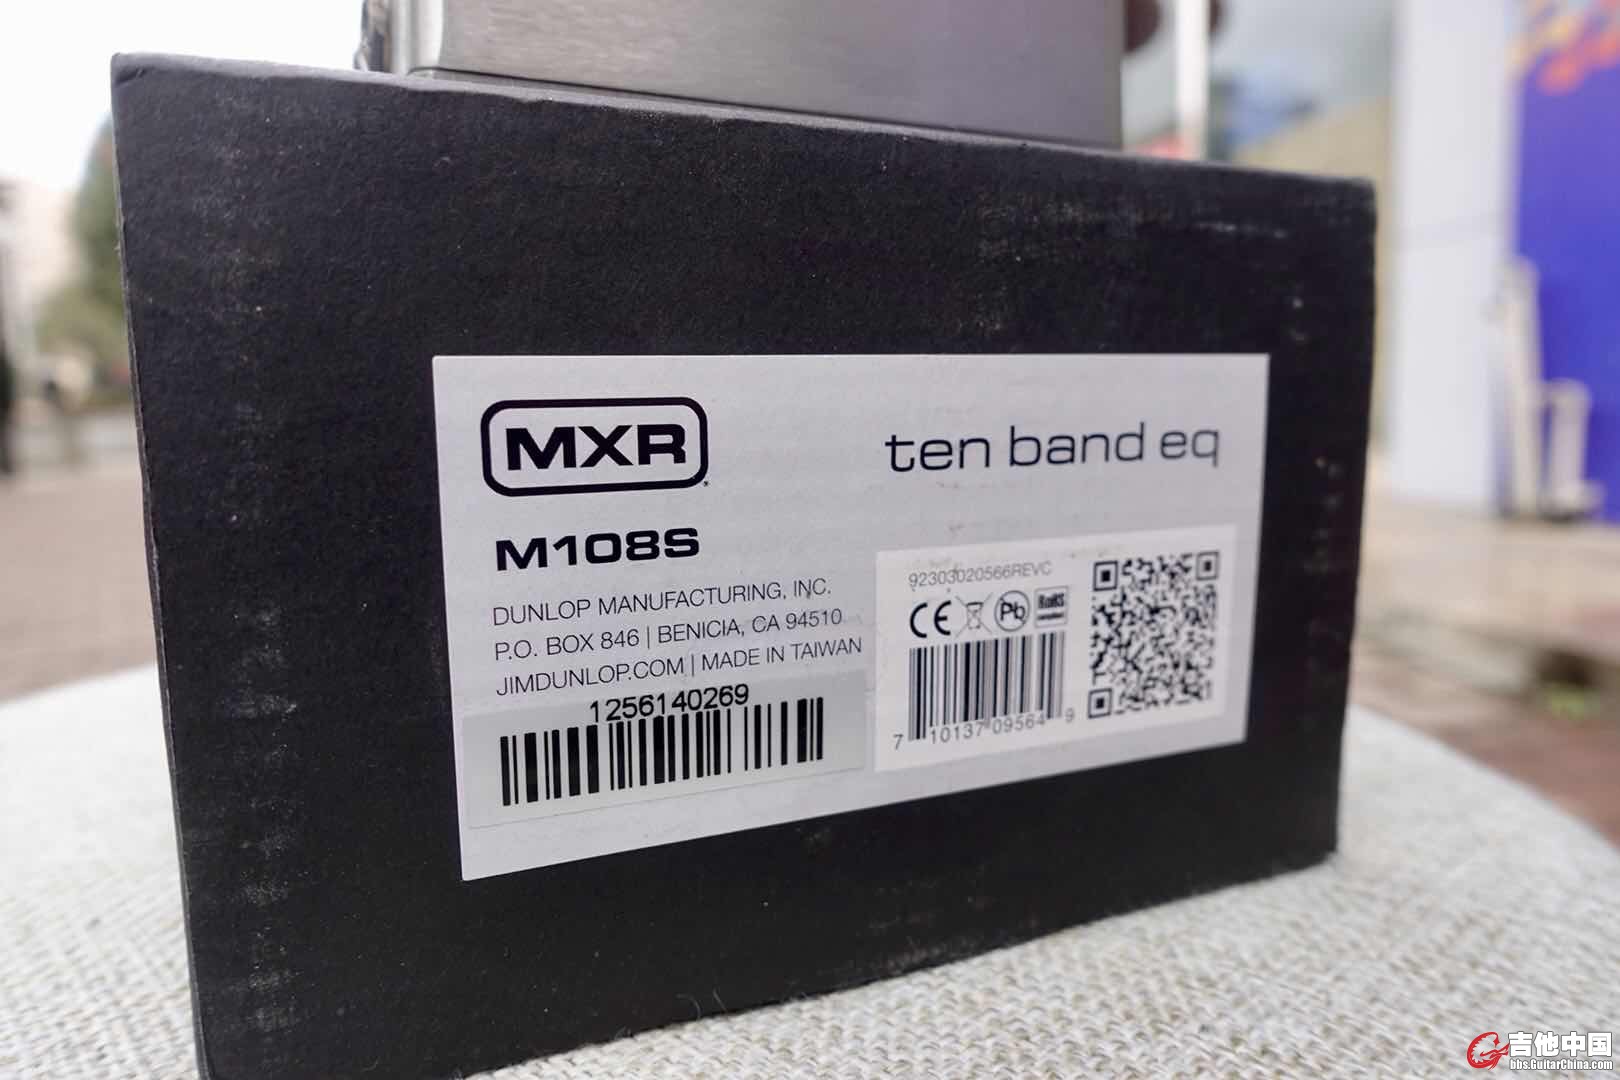 MXR
ten band eq
M108S
DUNLOP MANUFACTURING, INC.
P.O. BOX 846 | BENICIA, CA 94510
JIMDUNLOP.COM | MADE IN TAIWAN
1256140269
92303020566REVC
CE Pb RoHS
7 10137 09564 9
吉他中国
bbs.GuitarChina.com